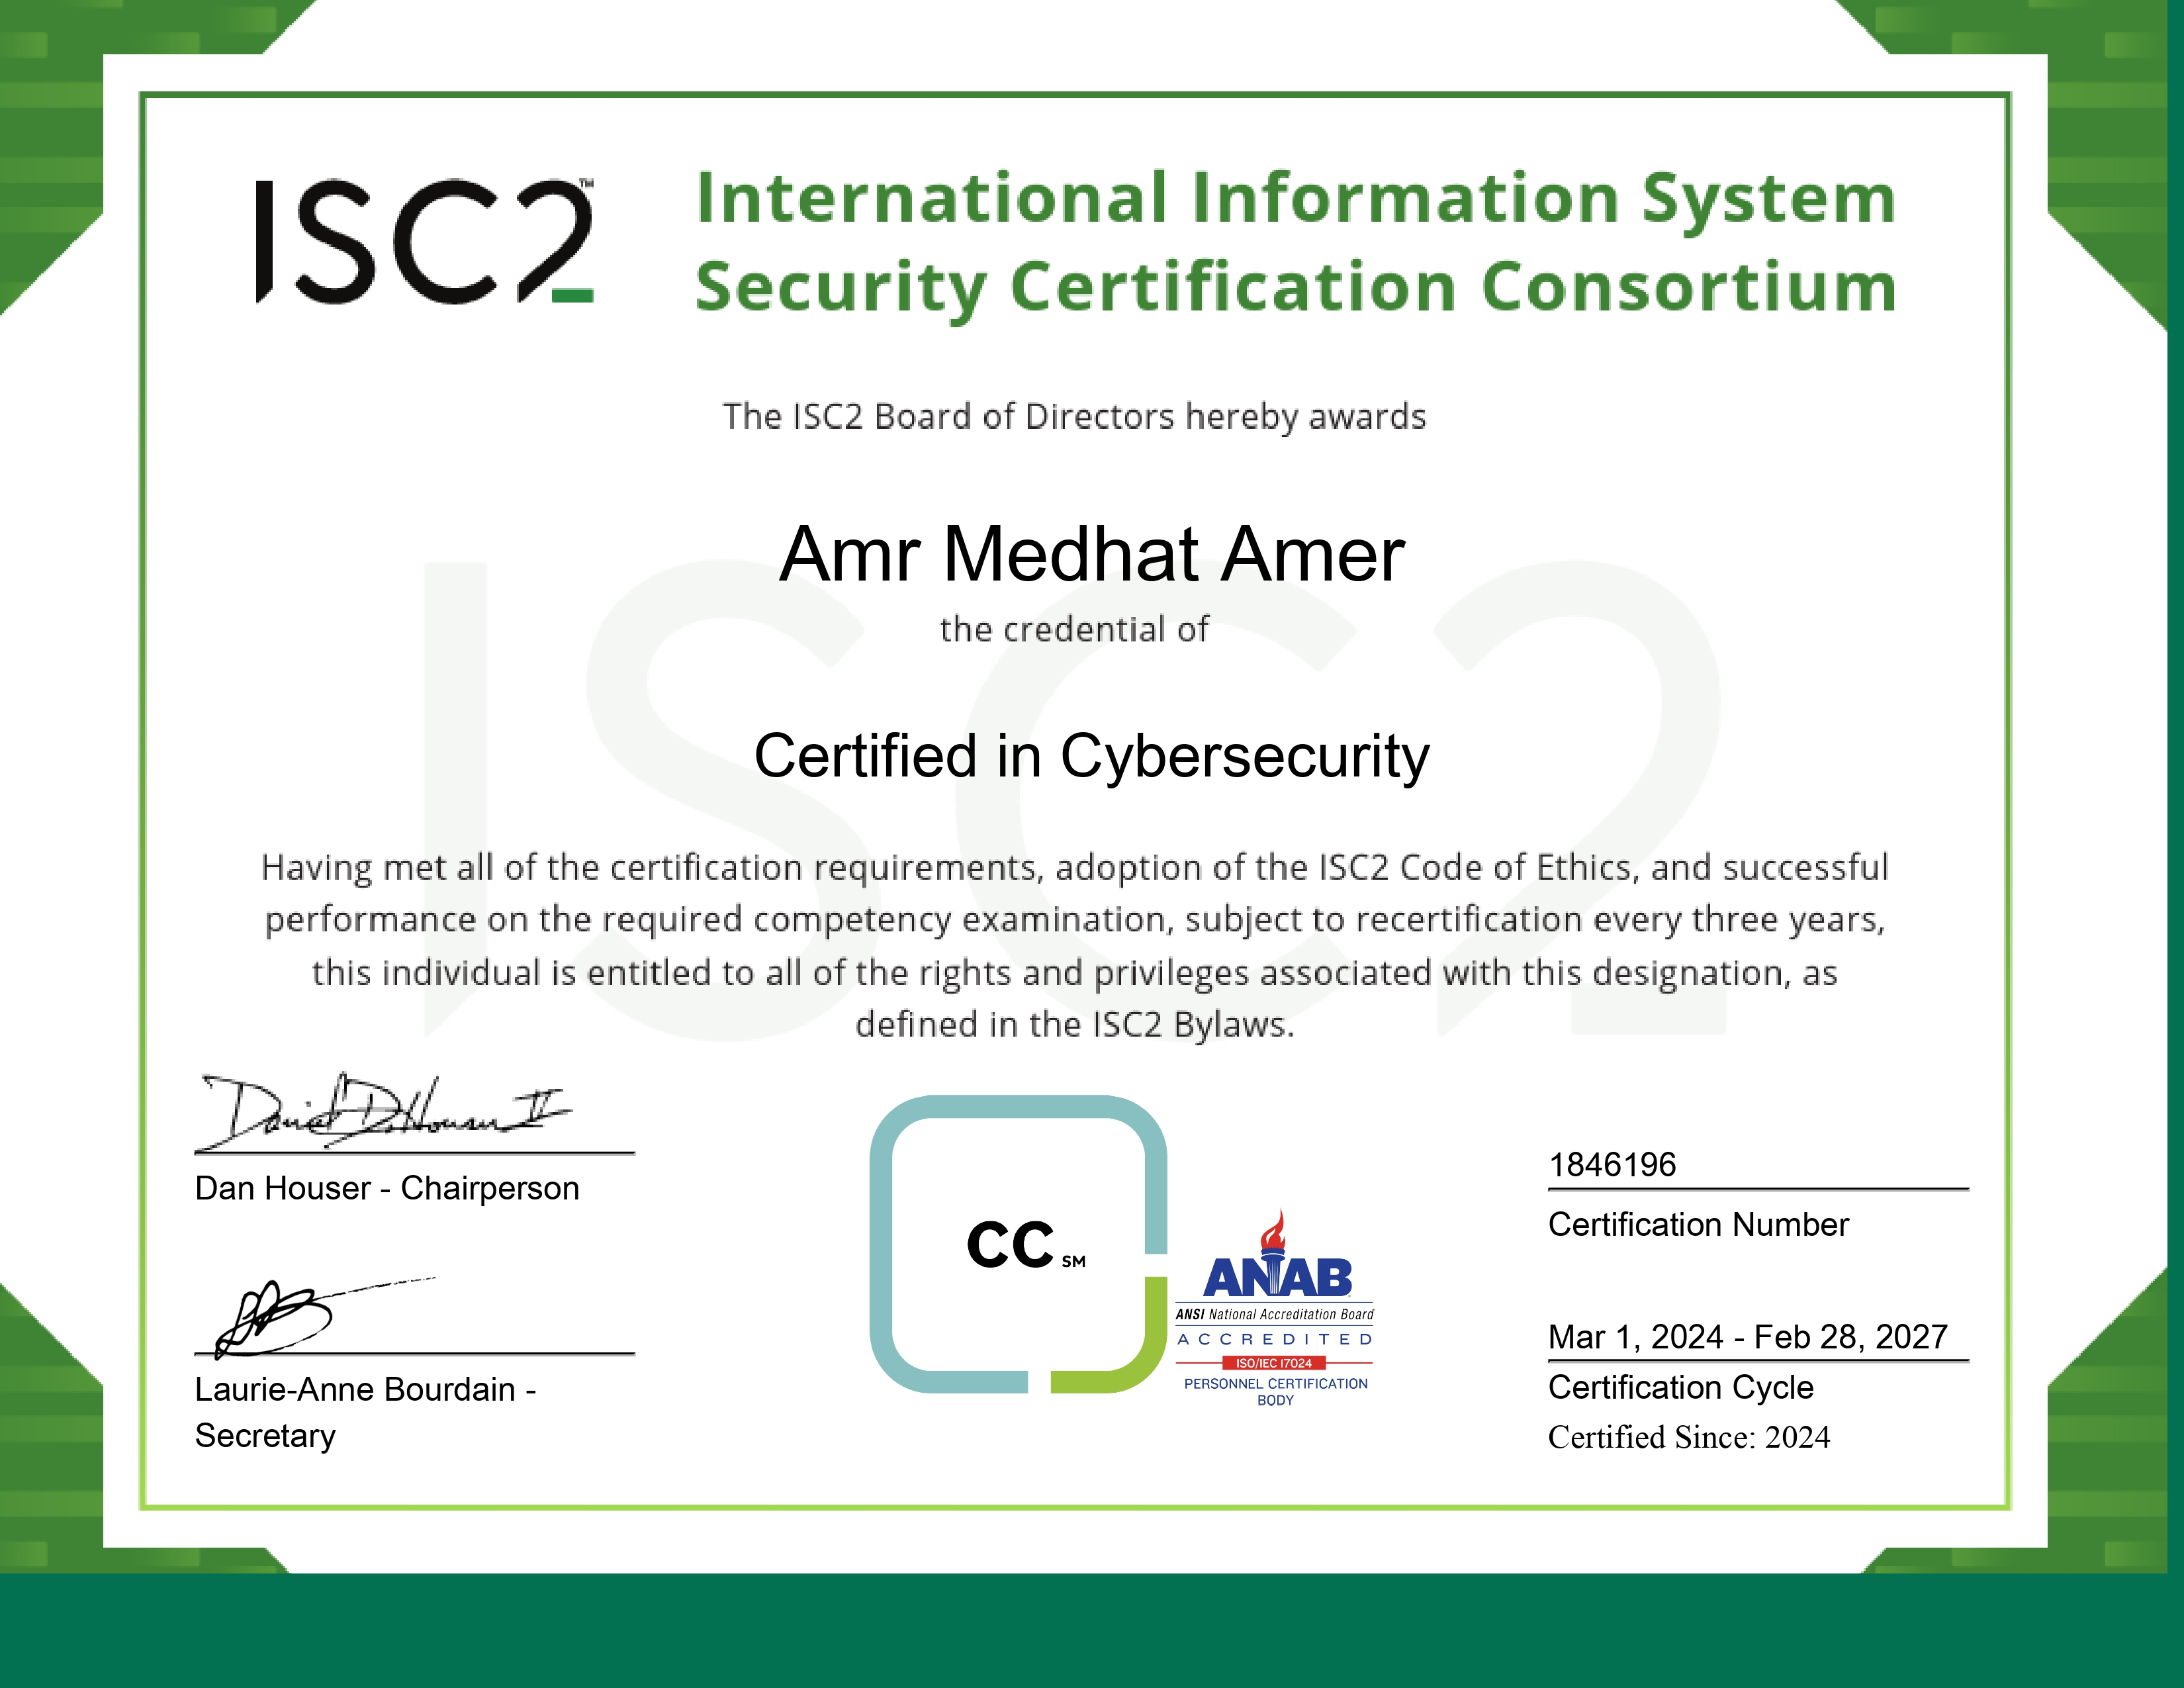 ISC2™
International Information System
Security Certification Consortium
The ISC2 Board of Directors hereby awards
Amr Medhat Amer
the credential of
Certified in Cybersecurity
Having met all of the certification requirements, adoption of the ISC2 Code of Ethics, and successful
performance on the required competency examination, subject to recertification every three years,
this individual is entitled to all of the rights and privileges associated with this designation, as
defined in the ISC2 Bylaws.
Daniel D. Houser II
Dan Houser - Chairperson
Laurie-Anne Bourdain -
Secretary
CC SM
ANAB
ANSI National Accreditation Board
ACCREDITED
ISO/IEC 17024
PERSONNEL CERTIFICATION
BODY
1846196
Certification Number
Mar 1, 2024 - Feb 28, 2027
Certification Cycle
Certified Since: 2024
ISC2